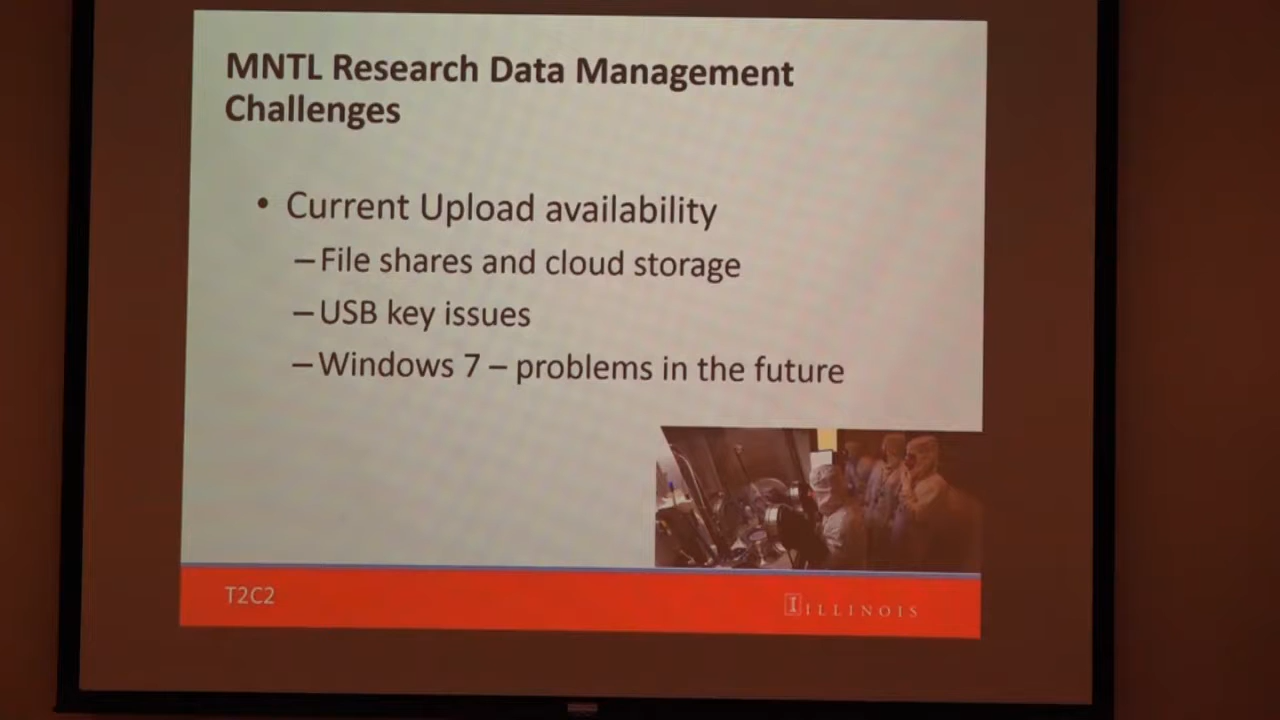 MNTL Research Data Management
Challenges
• Current Upload availability
– File shares and cloud storage
– USB key issues
– Windows 7 – problems in the future
T2C2
I ILLINOIS